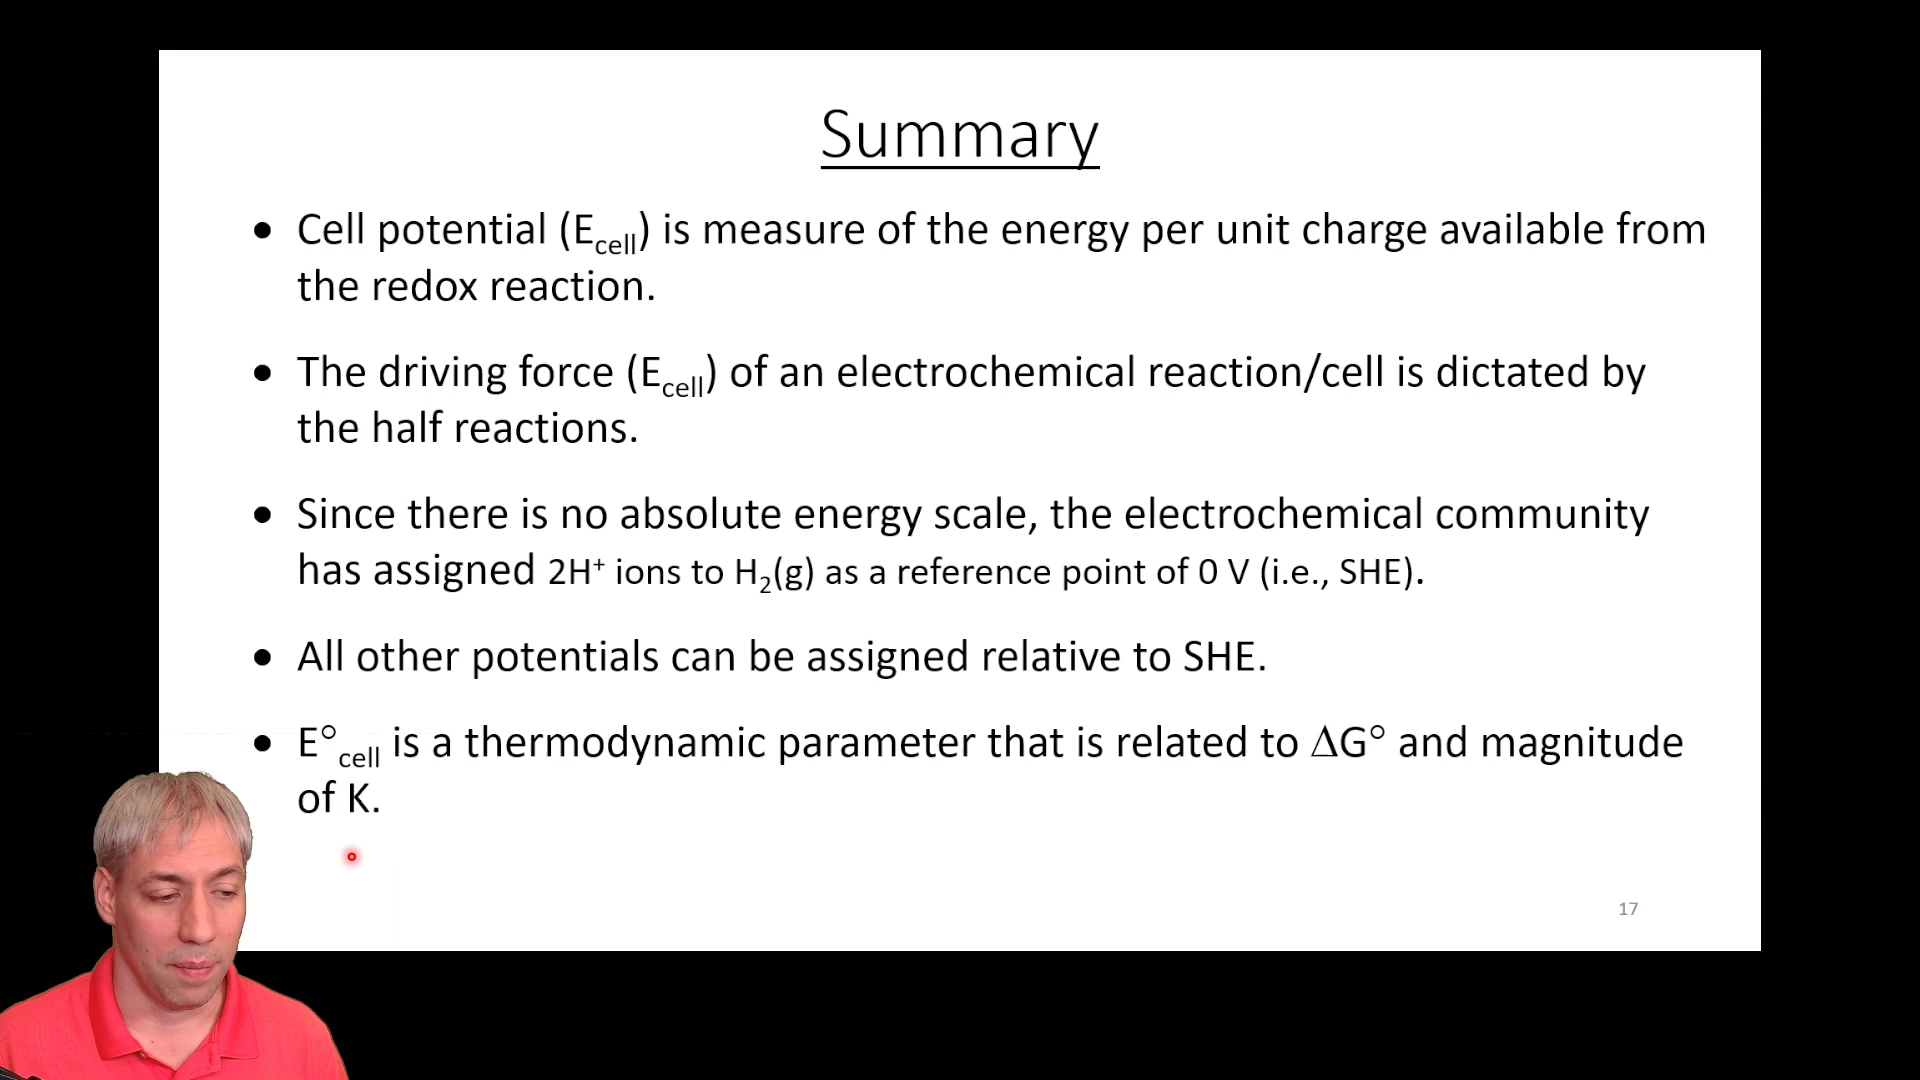 Summary
• Cell potential (E_cell) is measure of the energy per unit charge available from
the redox reaction.
• The driving force (E_cell) of an electrochemical reaction/cell is dictated by
the half reactions.
• Since there is no absolute energy scale, the electrochemical community
has assigned 2H⁺ ions to H₂(g) as a reference point of 0 V (i.e., SHE).
• All other potentials can be assigned relative to SHE.
• E°_cell is a thermodynamic parameter that is related to ΔG° and magnitude
of K.
17